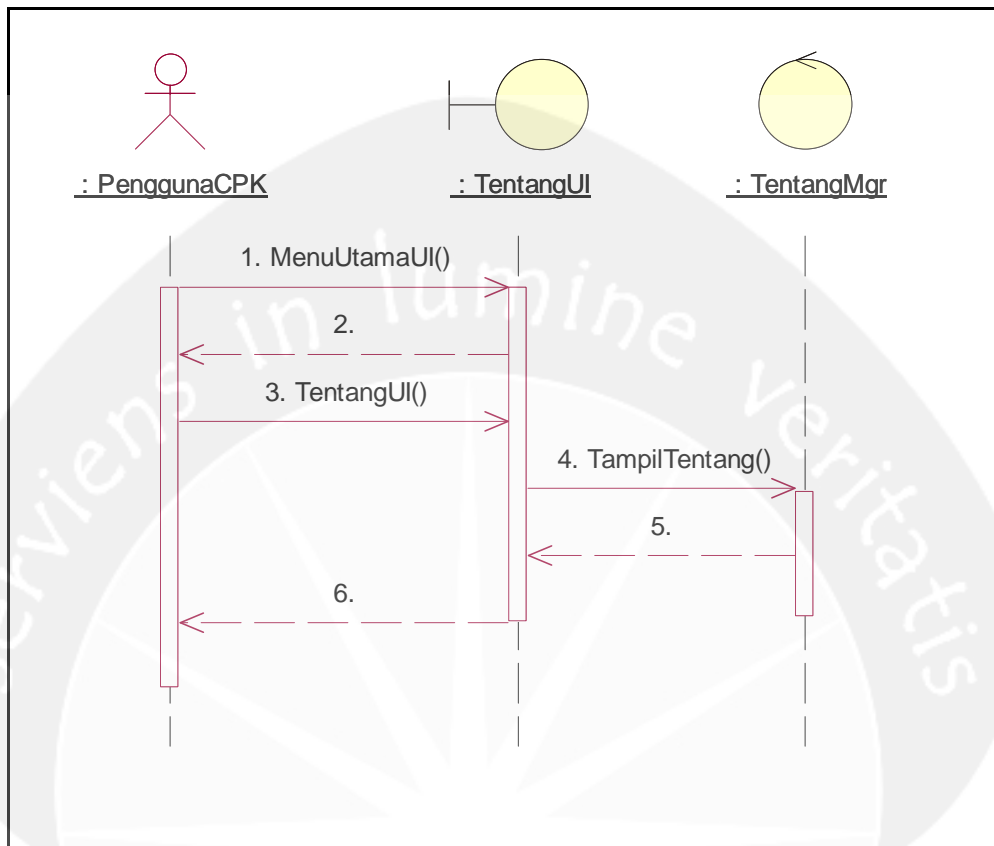 : PenggunaCPK
: TentangUI
: TentangMgr
1. MenuUtamaUI()
2.
3. TentangUI()
4. TampilTentang()
5.
6.
serviens in lumine veritatis